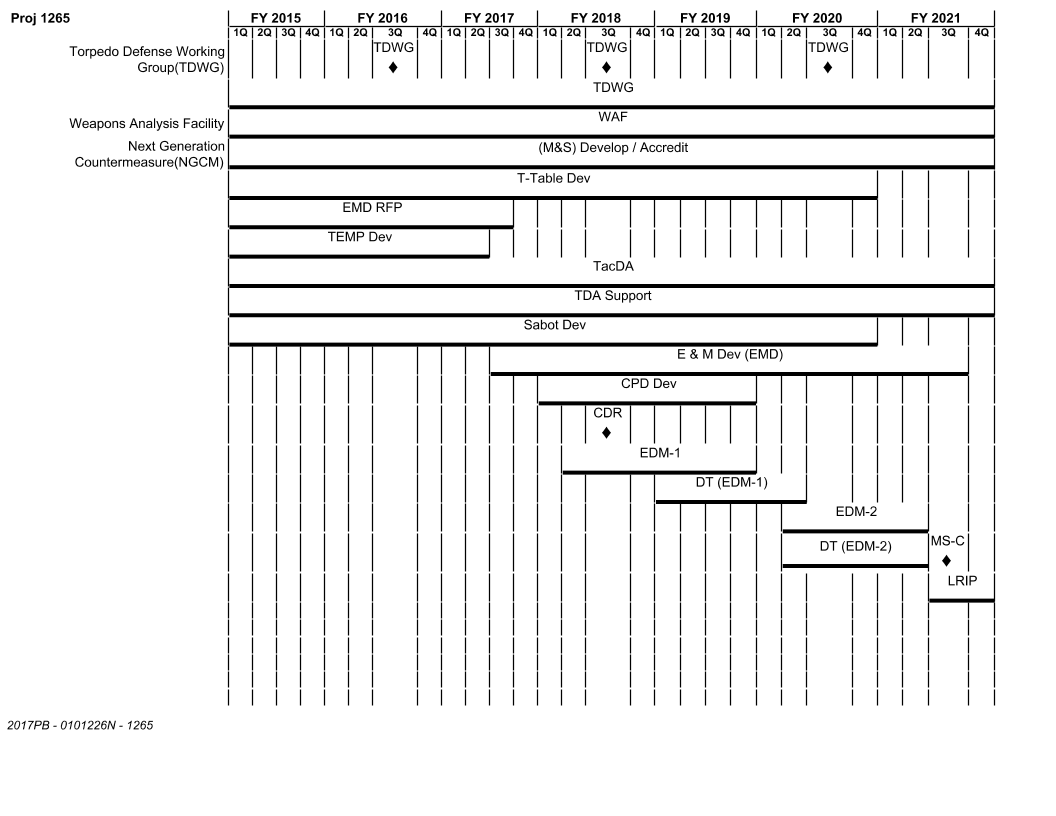 Proj 1265
FY 2015 FY 2016 FY 2017 FY 2018 FY 2019 FY 2020 FY 2021
1Q 2Q 3Q 4Q 1Q 2Q 3Q 4Q 1Q 2Q 3Q 4Q 1Q 2Q 3Q 4Q 1Q 2Q 3Q 4Q 1Q 2Q 3Q 4Q 1Q 2Q 3Q 4Q
Torpedo Defense Working
Group(TDWG)
TDWG TDWG TDWG
TDWG
Weapons Analysis Facility
WAF
Next Generation
Countermeasure(NGCM)
(M&S) Develop / Accredit
T-Table Dev
EMD RFP
TEMP Dev
TacDA
TDA Support
Sabot Dev
E & M Dev (EMD)
CPD Dev
CDR
EDM-1
DT (EDM-1)
EDM-2
DT (EDM-2)
MS-C
LRIP
2017PB - 0101226N - 1265